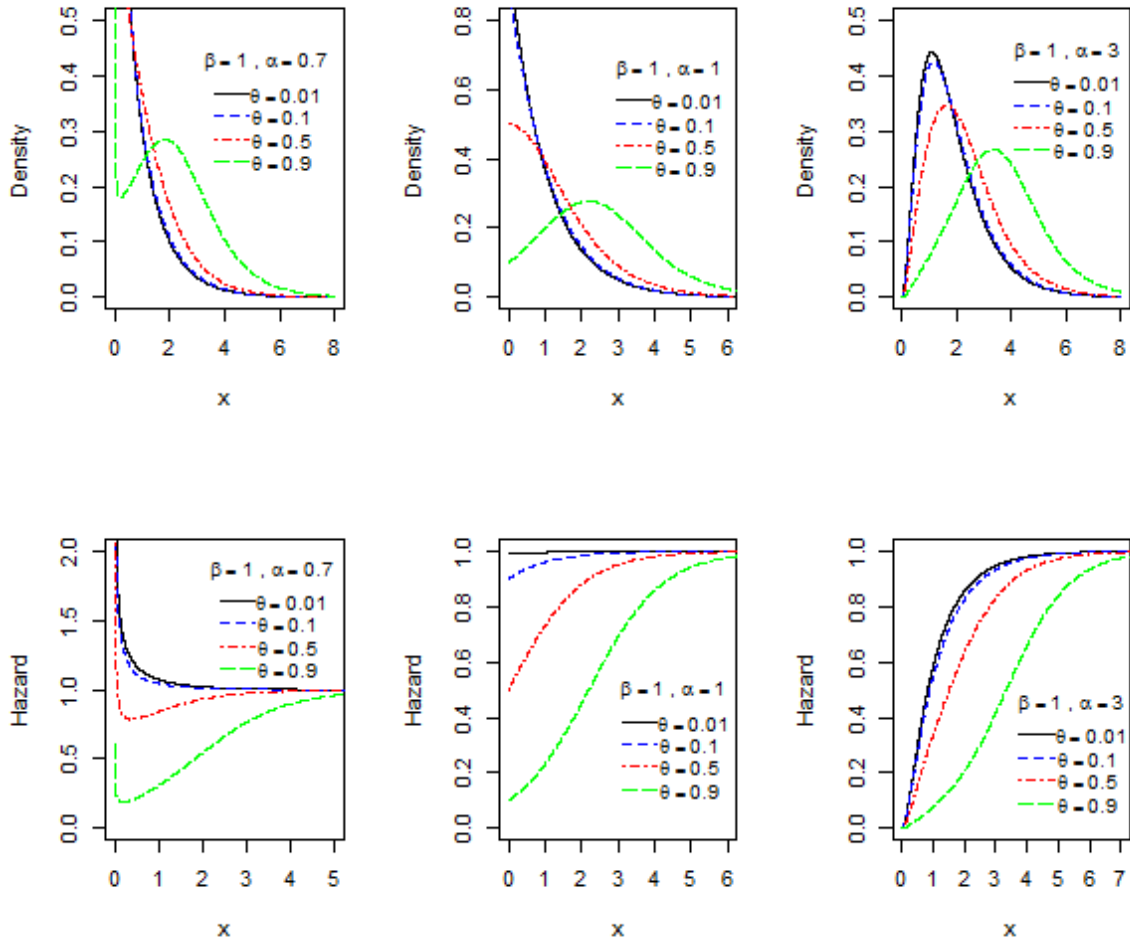 Density
0.0 0.1 0.2 0.3 0.4 0.5
β = 1 , α = 0.7
θ = 0.01
θ = 0.1
θ = 0.5
θ = 0.9
0 2 4 6 8
x
Density
0.0 0.2 0.4 0.6 0.8
β = 1 , α = 1
θ = 0.01
θ = 0.1
θ = 0.5
θ = 0.9
0 1 2 3 4 5 6
x
Density
0.0 0.1 0.2 0.3 0.4 0.5
β = 1 , α = 3
θ = 0.01
θ = 0.1
θ = 0.5
θ = 0.9
0 2 4 6 8
x
Hazard
0.0 0.5 1.0 1.5 2.0
β = 1 , α = 0.7
θ = 0.01
θ = 0.1
θ = 0.5
θ = 0.9
0 1 2 3 4 5
x
Hazard
0.0 0.2 0.4 0.6 0.8 1.0
β = 1 , α = 1
θ = 0.01
θ = 0.1
θ = 0.5
θ = 0.9
0 1 2 3 4 5 6
x
Hazard
0.0 0.2 0.4 0.6 0.8 1.0
β = 1 , α = 3
θ = 0.01
θ = 0.1
θ = 0.5
θ = 0.9
0 1 2 3 4 5 6 7
x